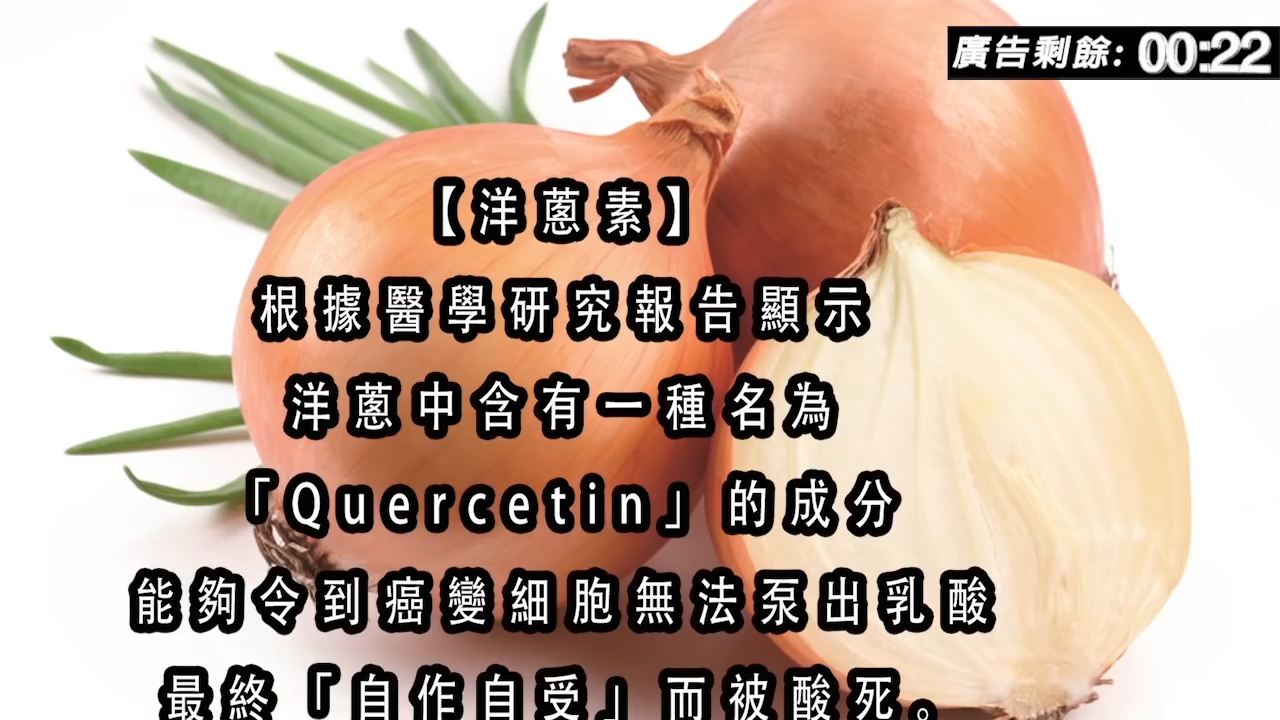 廣告剩餘: 00:22
【洋蔥素】
根據醫學研究報告顯示
洋蔥中含有一種名為
「Quercetin」的成分
能夠令到癌變細胞無法泵出乳酸
最終「自作自受」而被酸死。